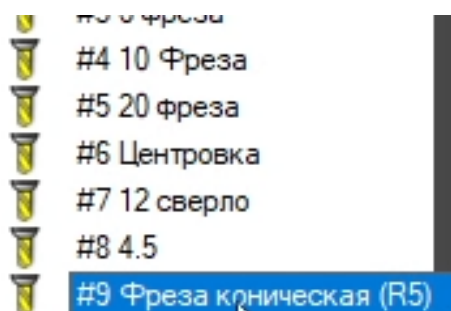 #4 10 Фреза
#5 20 фреза
#6 Центровка
#7 12 сверло
#8 4.5
#9 Фреза коническая (R5)